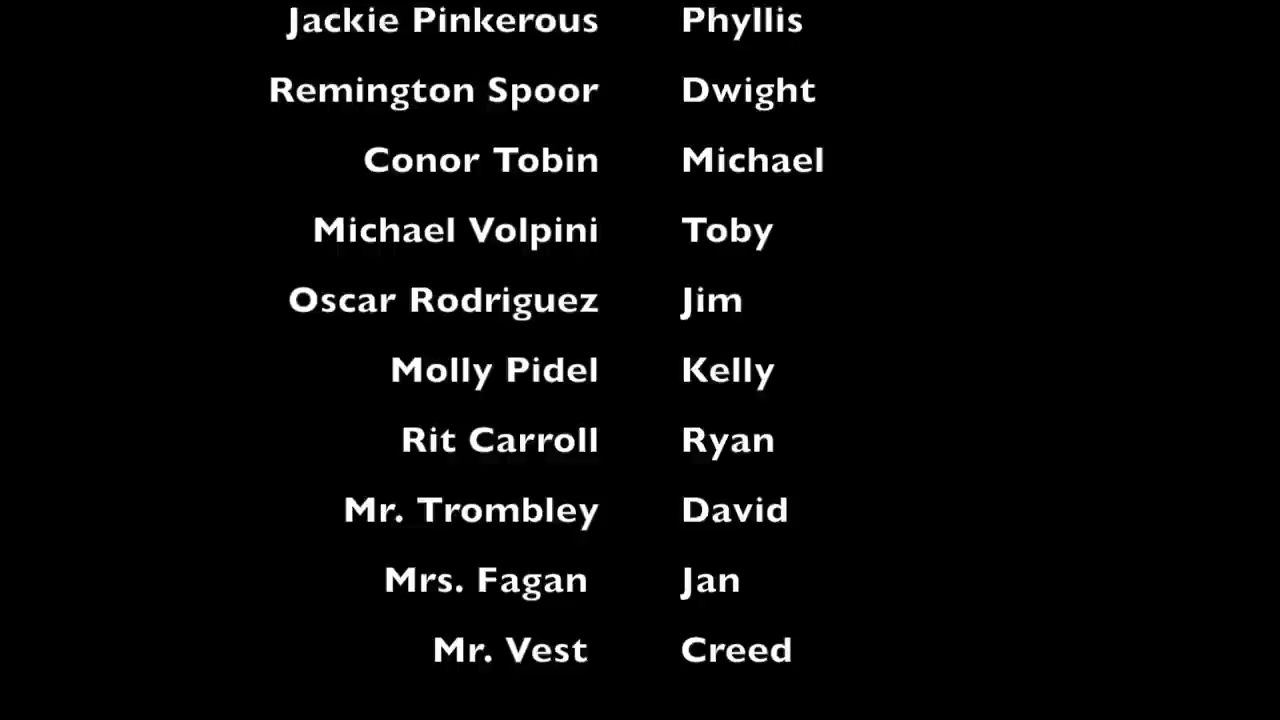 Jackie Pinkerous Phyllis
Remington Spoor Dwight
Conor Tobin Michael
Michael Volpini Toby
Oscar Rodriguez Jim
Molly Pidel Kelly
Rit Carroll Ryan
Mr. Trombley David
Mrs. Fagan Jan
Mr. Vest Creed